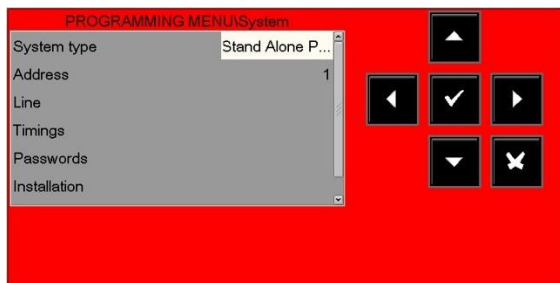 PROGRAMMING MENU\System
System type Stand Alone P...
Address 1
Line
Timings
Passwords
Installation